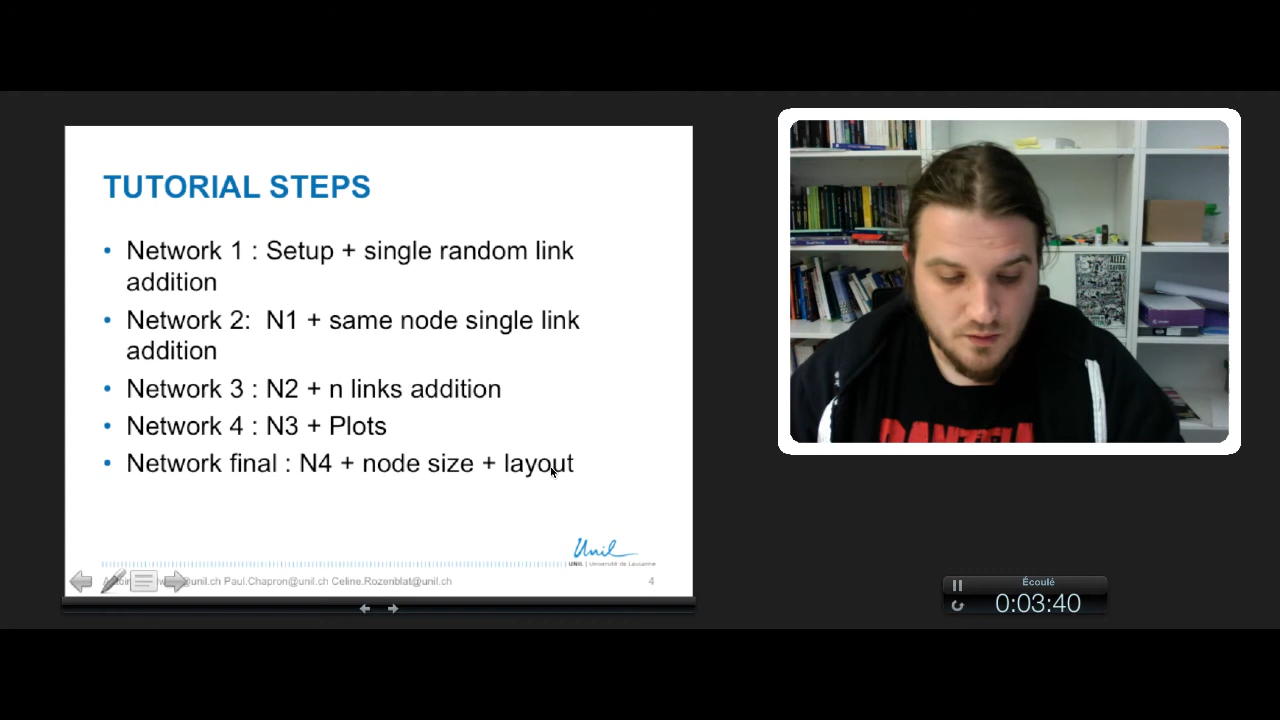 TUTORIAL STEPS
• Network 1 : Setup + single random link
addition
• Network 2:  N1 + same node single link
addition
• Network 3 : N2 + n links addition
• Network 4 : N3 + Plots
• Network final : N4 + node size + layout
Unil
UNIL | Université de Lausanne
@unil.ch Paul.Chapron@unil.ch Celine.Rozenblat@unil.ch
4
Écoulé
0:03:40